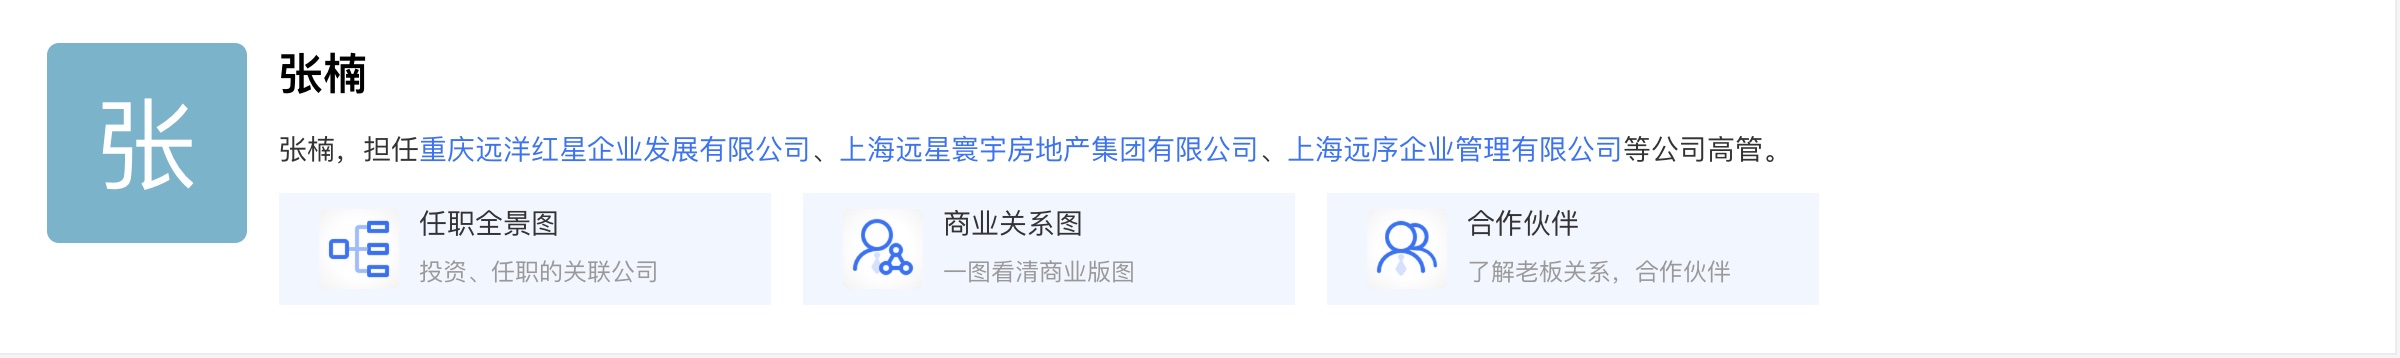 张
张楠
张楠，担任重庆远洋红星企业发展有限公司、上海远星寰宇房地产集团有限公司、上海远序企业管理有限公司等公司高管。
任职全景图
投资、任职的关联公司
商业关系图
一图看清商业版图
合作伙伴
了解老板关系，合作伙伴